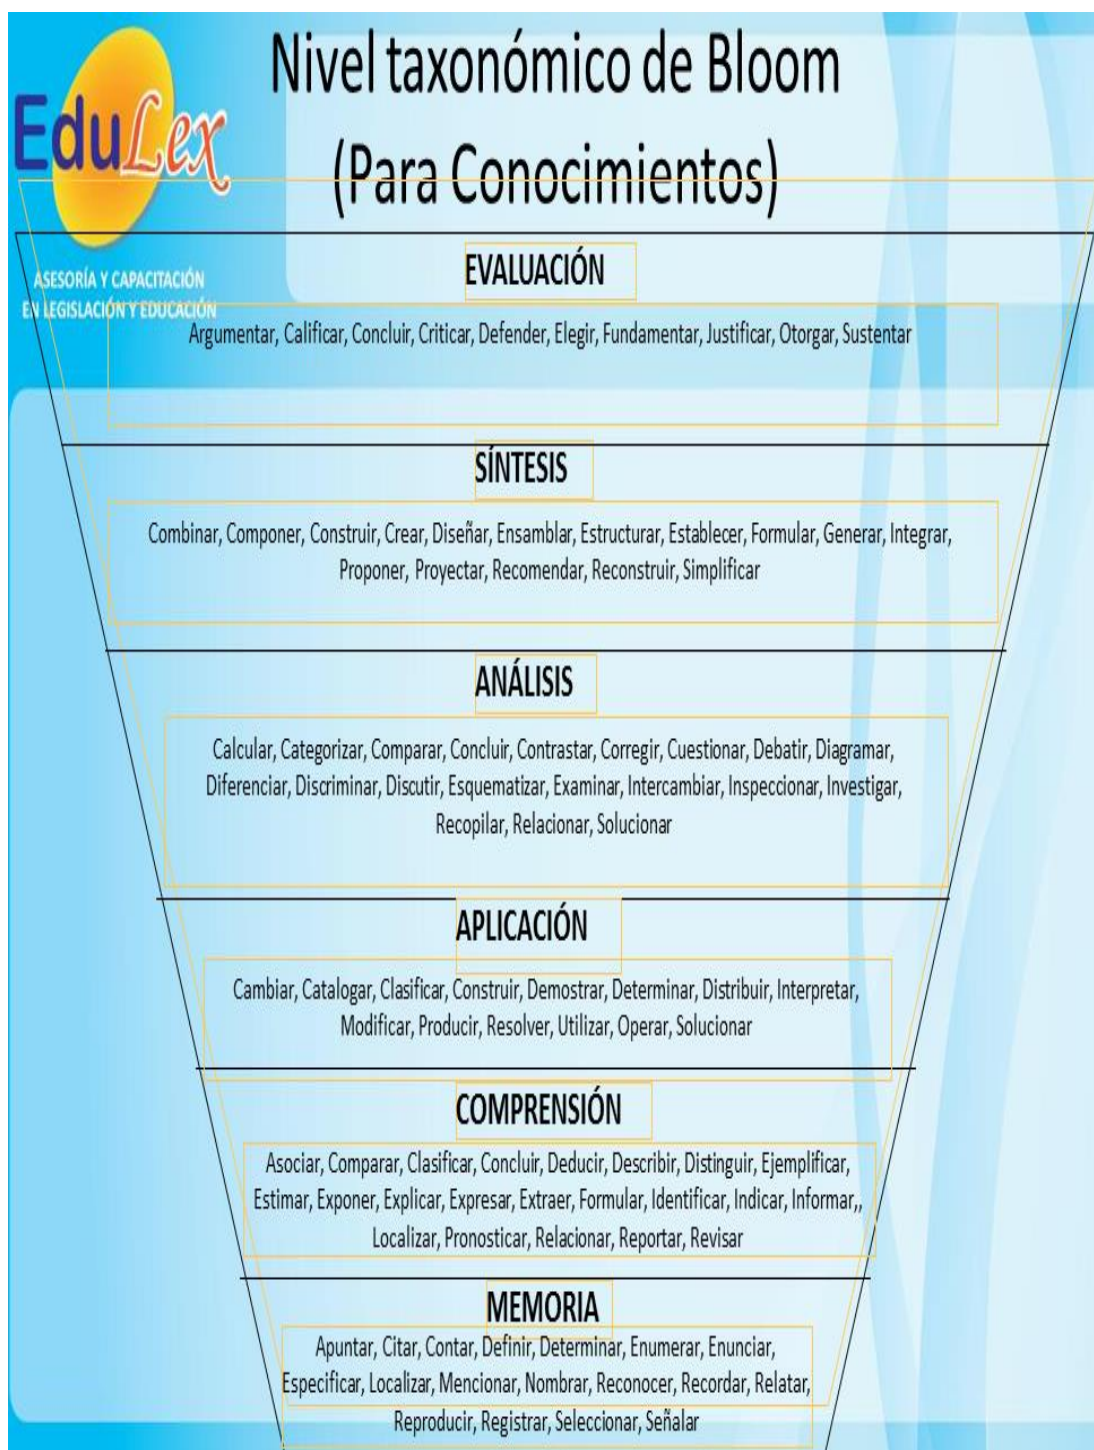 Nivel taxonómico de Bloom
(Para Conocimientos)
EduLex
ASESORÍA Y CAPACITACIÓN
EN LEGISLACIÓN Y EDUCACIÓN
EVALUACIÓN
Argumentar, Calificar, Concluir, Criticar, Defender, Elegir, Fundamentar, Justificar, Otorgar, Sustentar
SÍNTESIS
Combinar, Componer, Construir, Crear, Diseñar, Ensamblar, Estructurar, Establecer, Formular, Generar, Integrar,
Proponer, Proyectar, Recomendar, Reconstruir, Simplificar
ANÁLISIS
Calcular, Categorizar, Comparar, Concluir, Contrastar, Corregir, Cuestionar, Debatir, Diagramar,
Diferenciar, Discriminar, Discutir, Esquematizar, Examinar, Intercambiar, Inspeccionar, Investigar,
Recopilar, Relacionar, Solucionar
APLICACIÓN
Cambiar, Catalogar, Clasificar, Construir, Demostrar, Determinar, Distribuir, Interpretar,
Modificar, Producir, Resolver, Utilizar, Operar, Solucionar
COMPRENSIÓN
Asociar, Comparar, Clasificar, Concluir, Deducir, Describir, Distinguir, Ejemplificar,
Estimar, Exponer, Explicar, Expresar, Extraer, Formular, Identificar, Indicar, Informar,,
Localizar, Pronosticar, Relacionar, Reportar, Revisar
MEMORIA
Apuntar, Citar, Contar, Definir, Determinar, Enumerar, Enunciar,
Especificar, Localizar, Mencionar, Nombrar, Reconocer, Recordar, Relatar,
Reproducir, Registrar, Seleccionar, Señalar